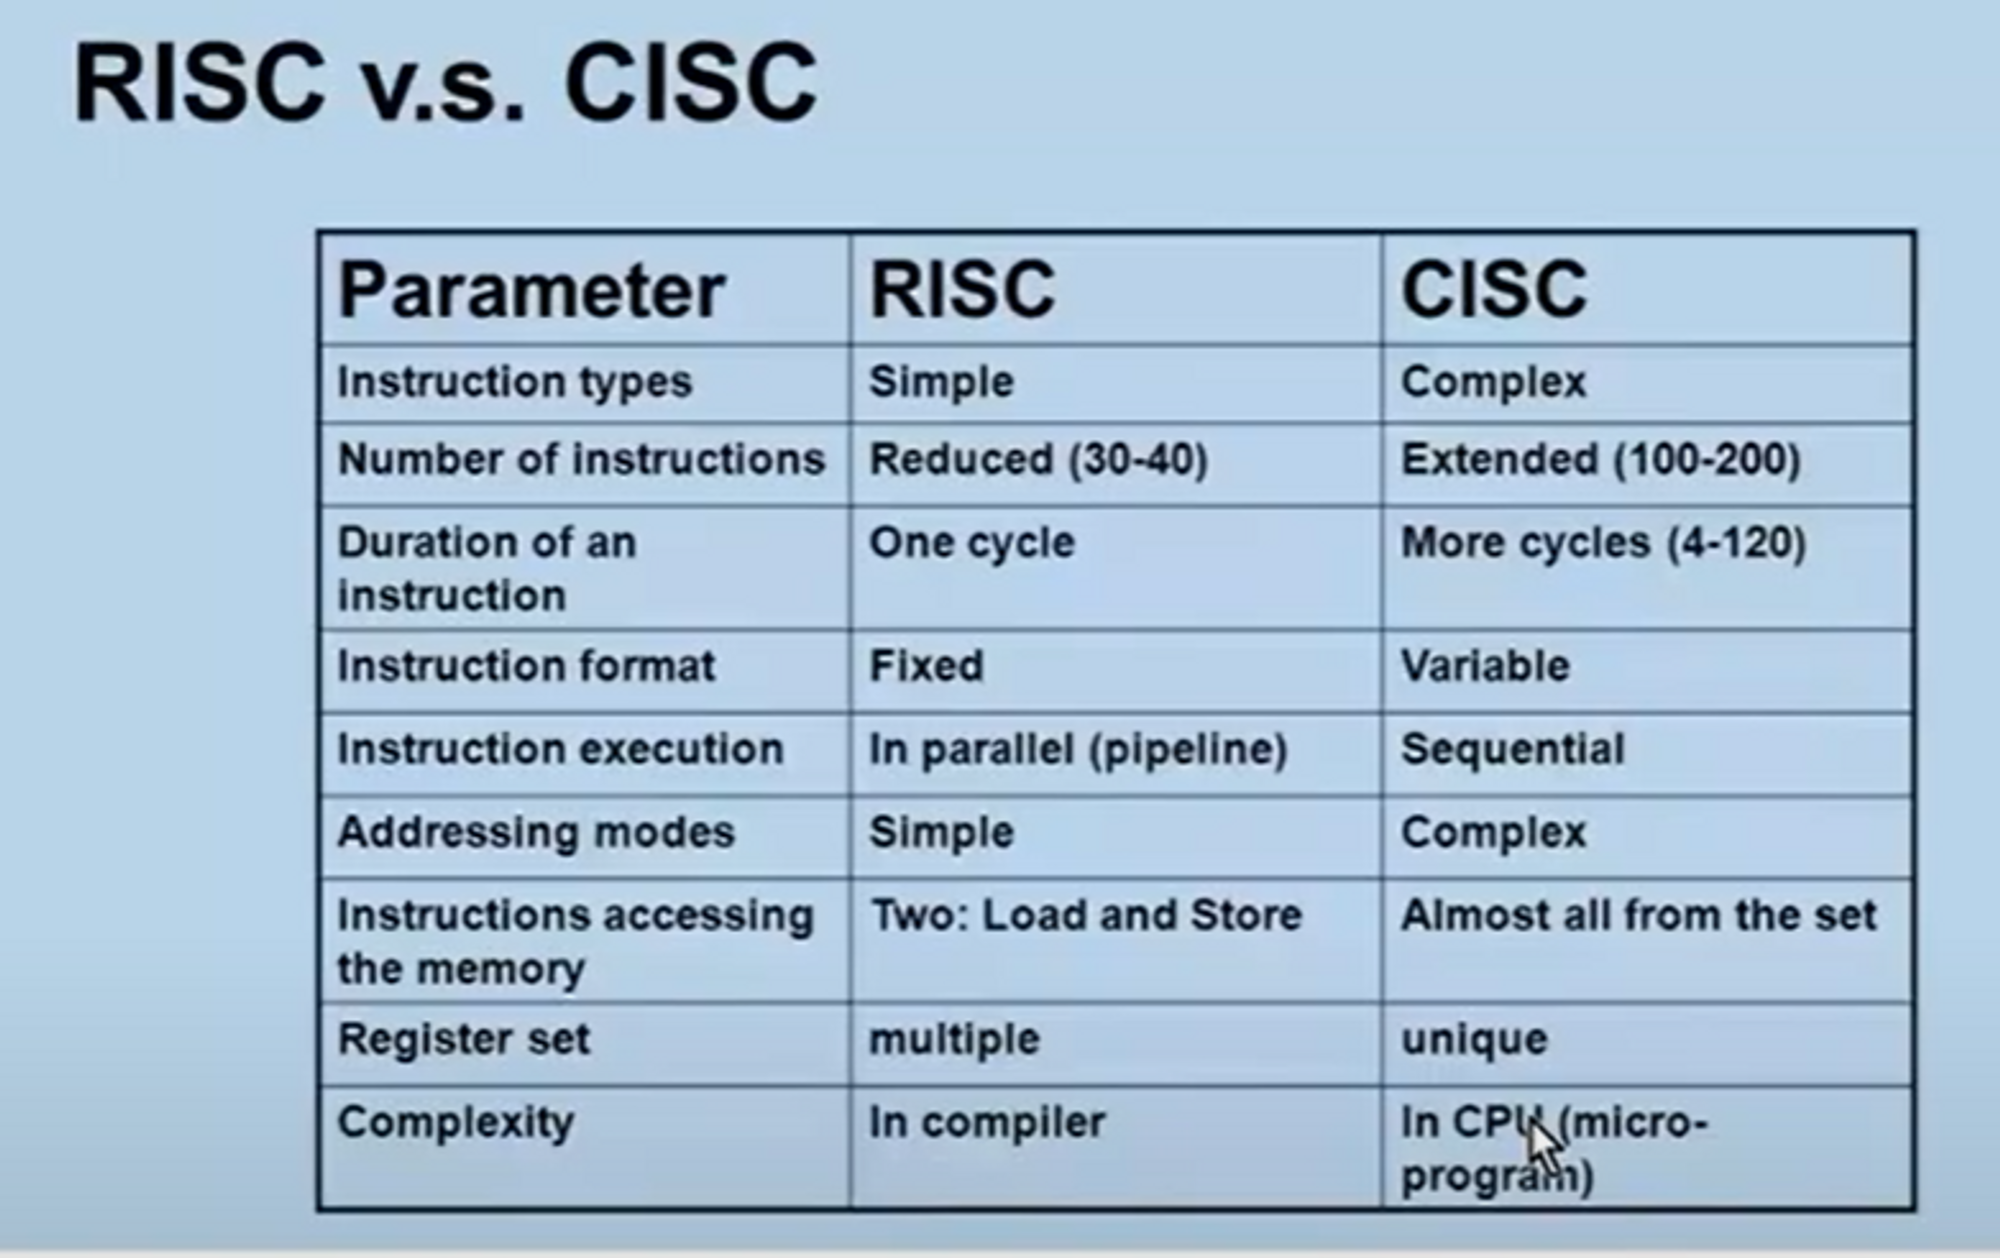 RISC v.s. CISC
Parameter RISC CISC
Instruction types Simple Complex
Number of instructions Reduced (30-40) Extended (100-200)
Duration of an One cycle More cycles (4-120)
instruction
Instruction format Fixed Variable
Instruction execution In parallel (pipeline) Sequential
Addressing modes Simple Complex
Instructions accessing Two: Load and Store Almost all from the set
the memory
Register set multiple unique
Complexity In compiler In CPU (micro-
program)